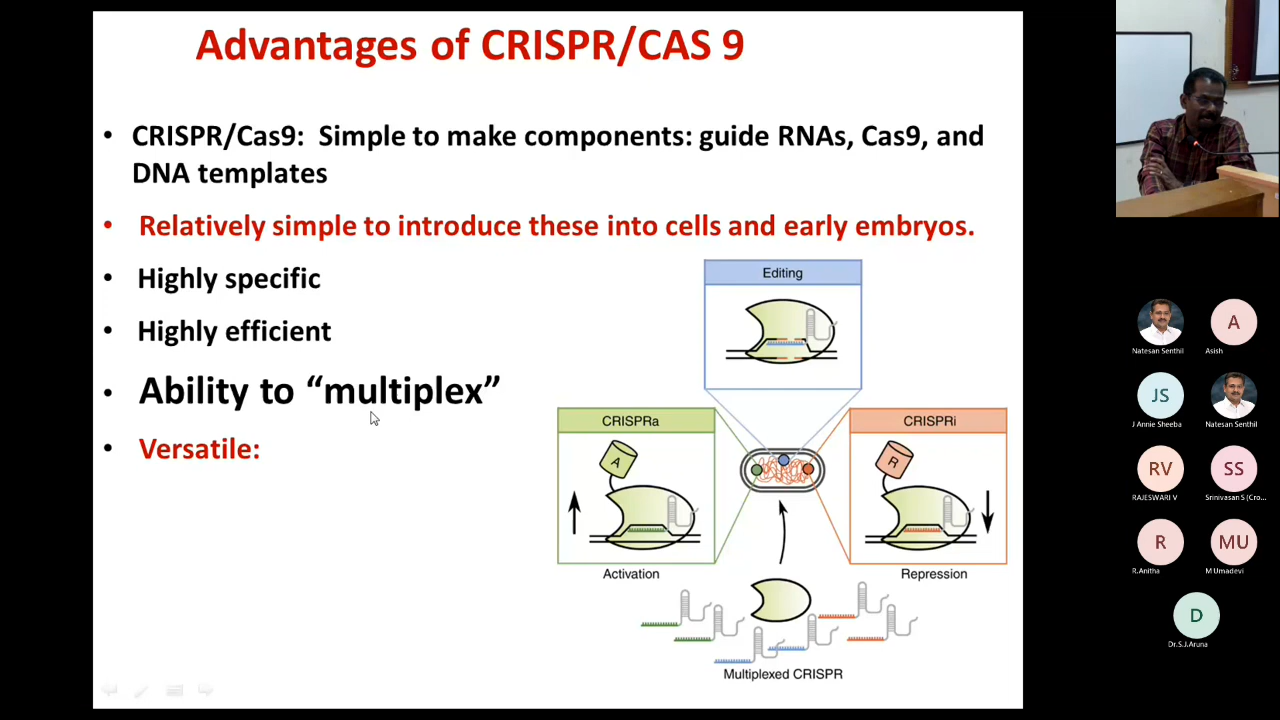 Advantages of CRISPR/CAS 9
• CRISPR/Cas9: Simple to make components: guide RNAs, Cas9, and
DNA templates
• Relatively simple to introduce these into cells and early embryos.
• Highly specific
• Highly efficient
• Ability to “multiplex”
• Versatile:
Editing
CRISPRa
A
Activation
CRISPRi
R
Repression
Multiplexed CRISPR
Natesan Senthil
A
Asish
JS
J Annie Sheeba
Natesan Senthil
RV
RAJESWARI V
SS
Srinivasan S (Cro...
R
R.Anitha
MU
M Umadevi
D
Dr.S.J.Aruna